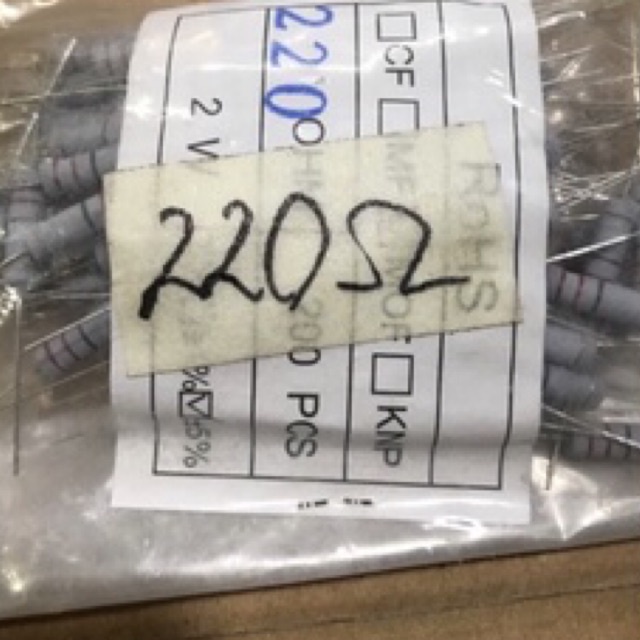 220Ω
RoHS
□CF □MF □MOF □KNP
220 OHM 200 PCS
2 W % ☑5%